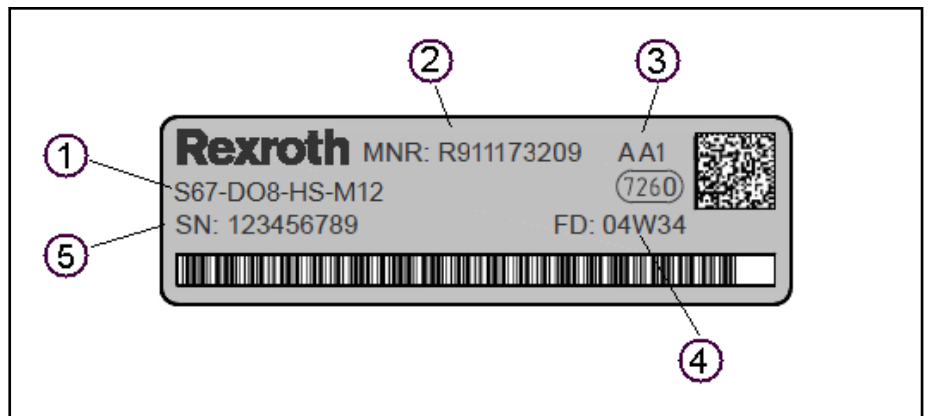 2 3
1 Rexroth MNR: R911173209 AA1
S67-DO8-HS-M12 7260
5 SN: 123456789 FD: 04W34
4